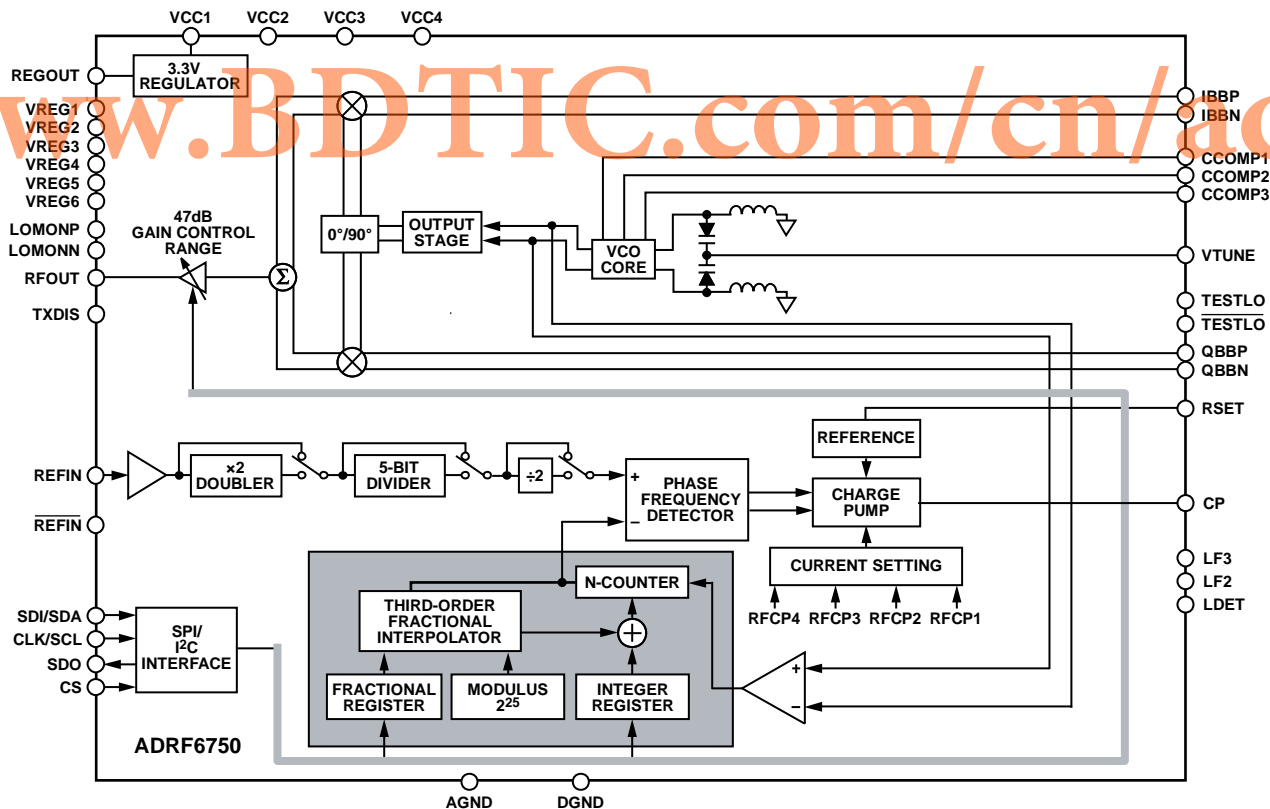 VCC1 VCC2 VCC3 VCC4
REGOUT
3.3V
REGULATOR
www.BDTIC.com/cn/ad
VREG1
VREG2
VREG3
VREG4
VREG5
VREG6
LOMONP
LOMONN
RFOUT
TXDIS
47dB
GAIN CONTROL
RANGE
Σ
0°/90°
OUTPUT
STAGE
VCO
CORE
IBBP
IBBN
CCOMP1
CCOMP2
CCOMP3
VTUNE
TESTLO
TESTLO
QBBP
QBBN
RSET
REFERENCE
REFIN
×2
DOUBLER
5-BIT
DIVIDER
÷2
+
−
PHASE
FREQUENCY
DETECTOR
CHARGE
PUMP
CP
REFIN
CURRENT SETTING
RFCP4 RFCP3 RFCP2 RFCP1
LF3
LF2
LDET
N-COUNTER
THIRD-ORDER
FRACTIONAL
INTERPOLATOR
+
SDI/SDA
CLK/SCL
SDO
CS
SPI/
I2C
INTERFACE
FRACTIONAL
REGISTER
MODULUS
225
INTEGER
REGISTER
+
−
ADRF6750
AGND DGND